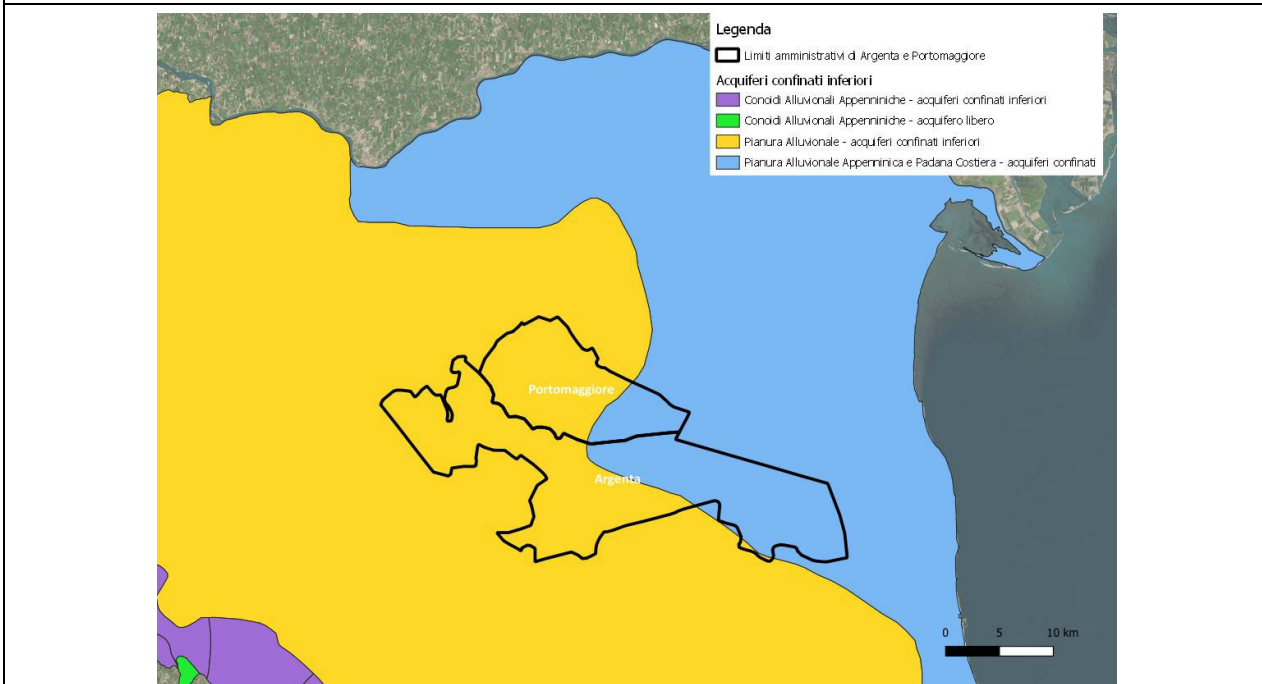 Legenda
Limiti amministrativi di Argenta e Portomaggiore
Acquiferi confinati inferiori
Conoidi Alluvionali Appenniniche - acquiferi confinati inferiori
Conoidi Alluvionali Appenniniche - acquifero libero
Pianura Alluvionale - acquiferi confinati inferiori
Pianura Alluvionale Appenninica e Padana Costiera - acquiferi confinati
Portomaggiore
Argenta
0 5 10 km